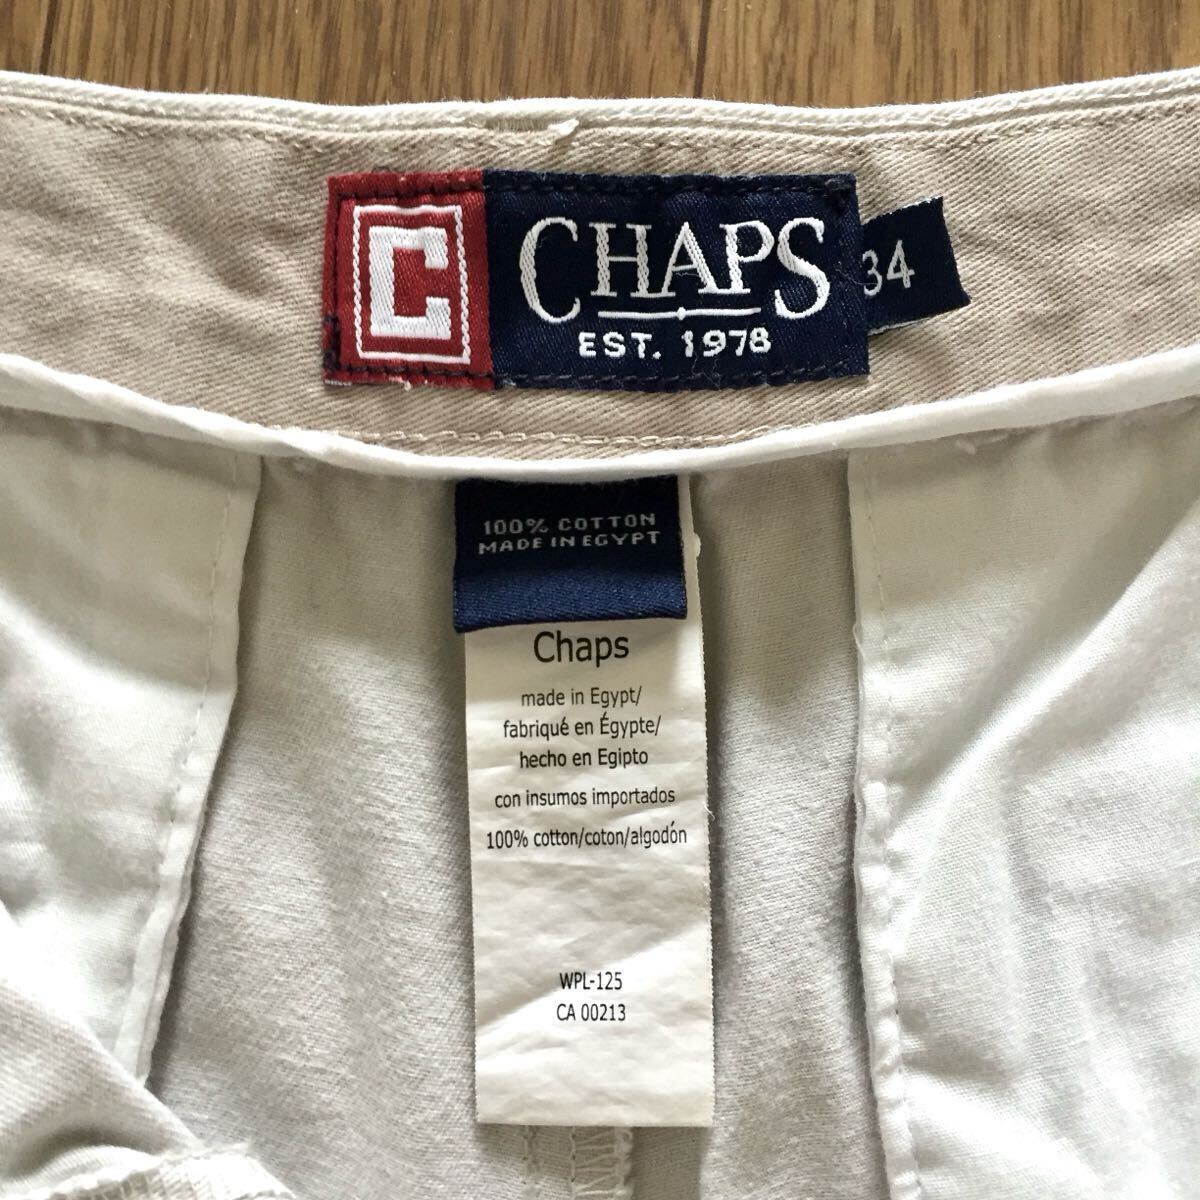 C
CHAPS
EST. 1978
34
100% COTTON
MADE IN EGYPT
Chaps
made in Egypt/
fabriqué en Égypte/
hecho en Egipto
con insumos importados
100% cotton/coton/algodón
WPL-125
CA 00213